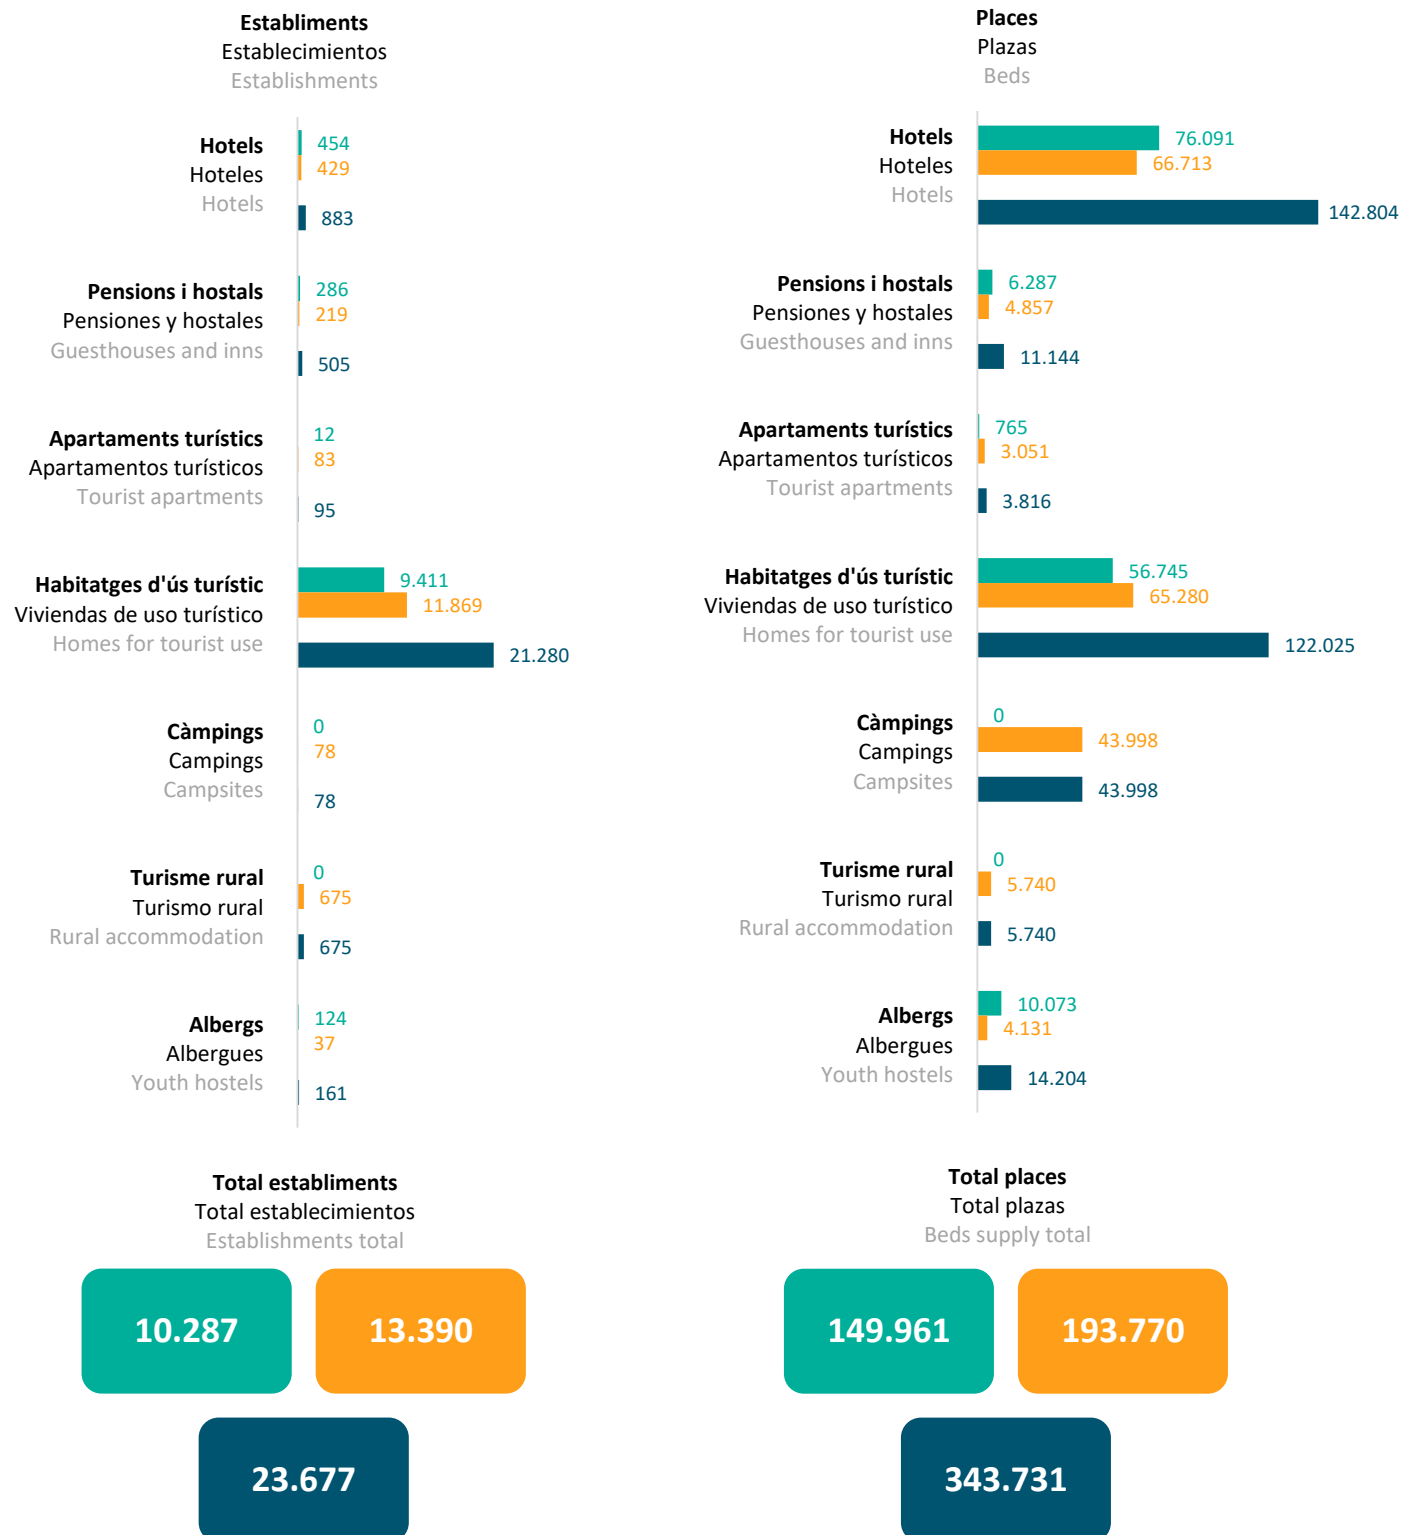 Establiments
Establecimientos
Establishments
Hotels
Hoteles
Hotels
454
429
883
Pensions i hostals
Pensiones y hostales
Guesthouses and inns
286
219
505
Apartaments turístics
Apartamentos turísticos
Tourist apartments
12
83
95
Habitatges d'ús turístic
Viviendas de uso turístico
Homes for tourist use
9.411
11.869
21.280
Càmpings
Campings
Campsites
0
78
78
Turisme rural
Turismo rural
Rural accommodation
0
675
675
Albergs
Albergues
Youth hostels
124
37
161
Total establiments
Total establecimientos
Establishments total
10.287
13.390
23.677
Places
Plazas
Beds
Hotels
Hoteles
Hotels
76.091
66.713
142.804
Pensions i hostals
Pensiones y hostales
Guesthouses and inns
6.287
4.857
11.144
Apartaments turístics
Apartamentos turísticos
Tourist apartments
765
3.051
3.816
Habitatges d'ús turístic
Viviendas de uso turístico
Homes for tourist use
56.745
65.280
122.025
Càmpings
Campings
Campsites
0
43.998
43.998
Turisme rural
Turismo rural
Rural accommodation
0
5.740
5.740
Albergs
Albergues
Youth hostels
10.073
4.131
14.204
Total places
Total plazas
Beds supply total
149.961
193.770
343.731